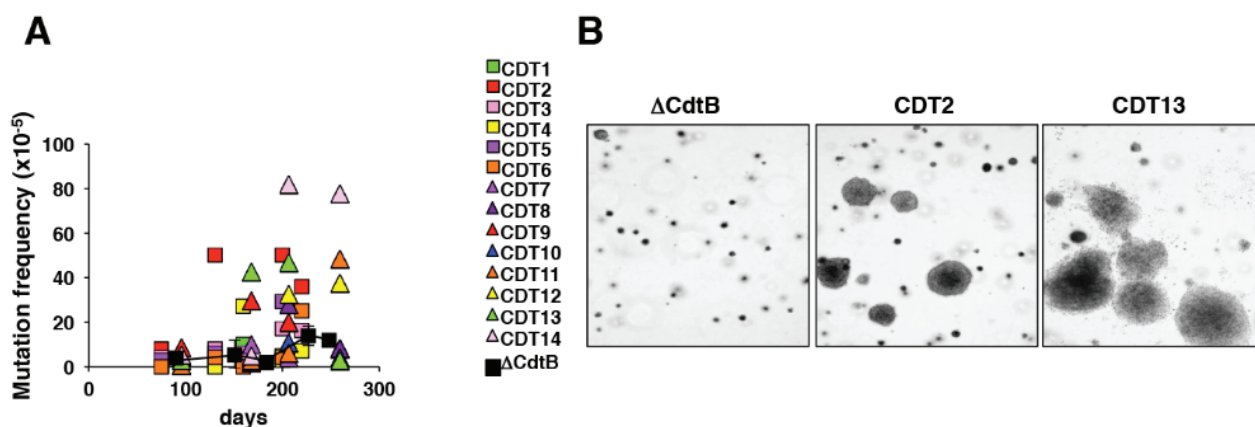 A
Mutation frequency (x10⁻⁵)
100
80
60
40
20
0
0
100
200
300
days
CDT1
CDT2
CDT3
CDT4
CDT5
CDT6
CDT7
CDT8
CDT9
CDT10
CDT11
CDT12
CDT13
CDT14
ΔCdtB
B
ΔCdtB
CDT2
CDT13